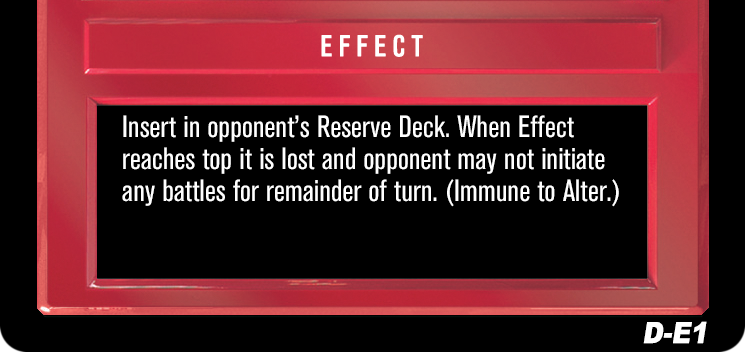 EFFECT
Insert in opponent’s Reserve Deck. When Effect
reaches top it is lost and opponent may not initiate
any battles for remainder of turn. (Immune to Alter.)
D-E1